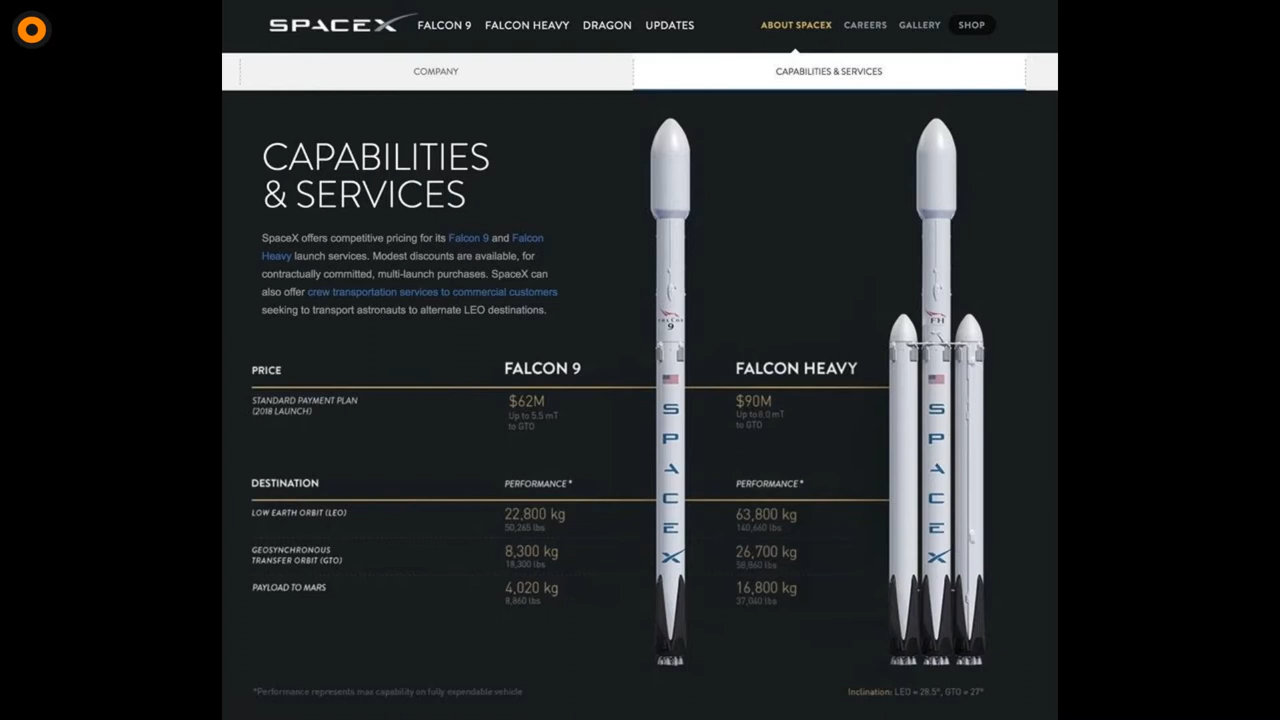 SPACEX FALCON 9 FALCON HEAVY DRAGON UPDATES ABOUT SPACEX CAREERS GALLERY SHOP
COMPANY CAPABILITIES & SERVICES
CAPABILITIES
& SERVICES
SpaceX offers competitive pricing for its Falcon 9 and Falcon
Heavy launch services. Modest discounts are available, for
contractually committed, multi-launch purchases. SpaceX can
also offer crew transportation services to commercial customers
seeking to transport astronauts to alternate LEO destinations.
FALCON
9
FH
PRICE FALCON 9 FALCON HEAVY
STANDARD PAYMENT PLAN
(2018 LAUNCH)
$62M
Up to 5.5 mT
to GTO
$90M
Up to 8.0 mT
to GTO
DESTINATION PERFORMANCE* PERFORMANCE*
LOW EARTH ORBIT (LEO) 22,800 kg 63,800 kg
50,265 lbs 140,660 lbs
GEOSYNCHRONOUS
TRANSFER ORBIT (GTO)
8,300 kg 26,700 kg
18,300 lbs 58,860 lbs
PAYLOAD TO MARS 4,020 kg 16,800 kg
8,860 lbs 37,040 lbs
SPACEX
SPACEX
*Performance represents max capability on fully expendable vehicle
Inclination: LEO = 28.5°, GTO = 27°